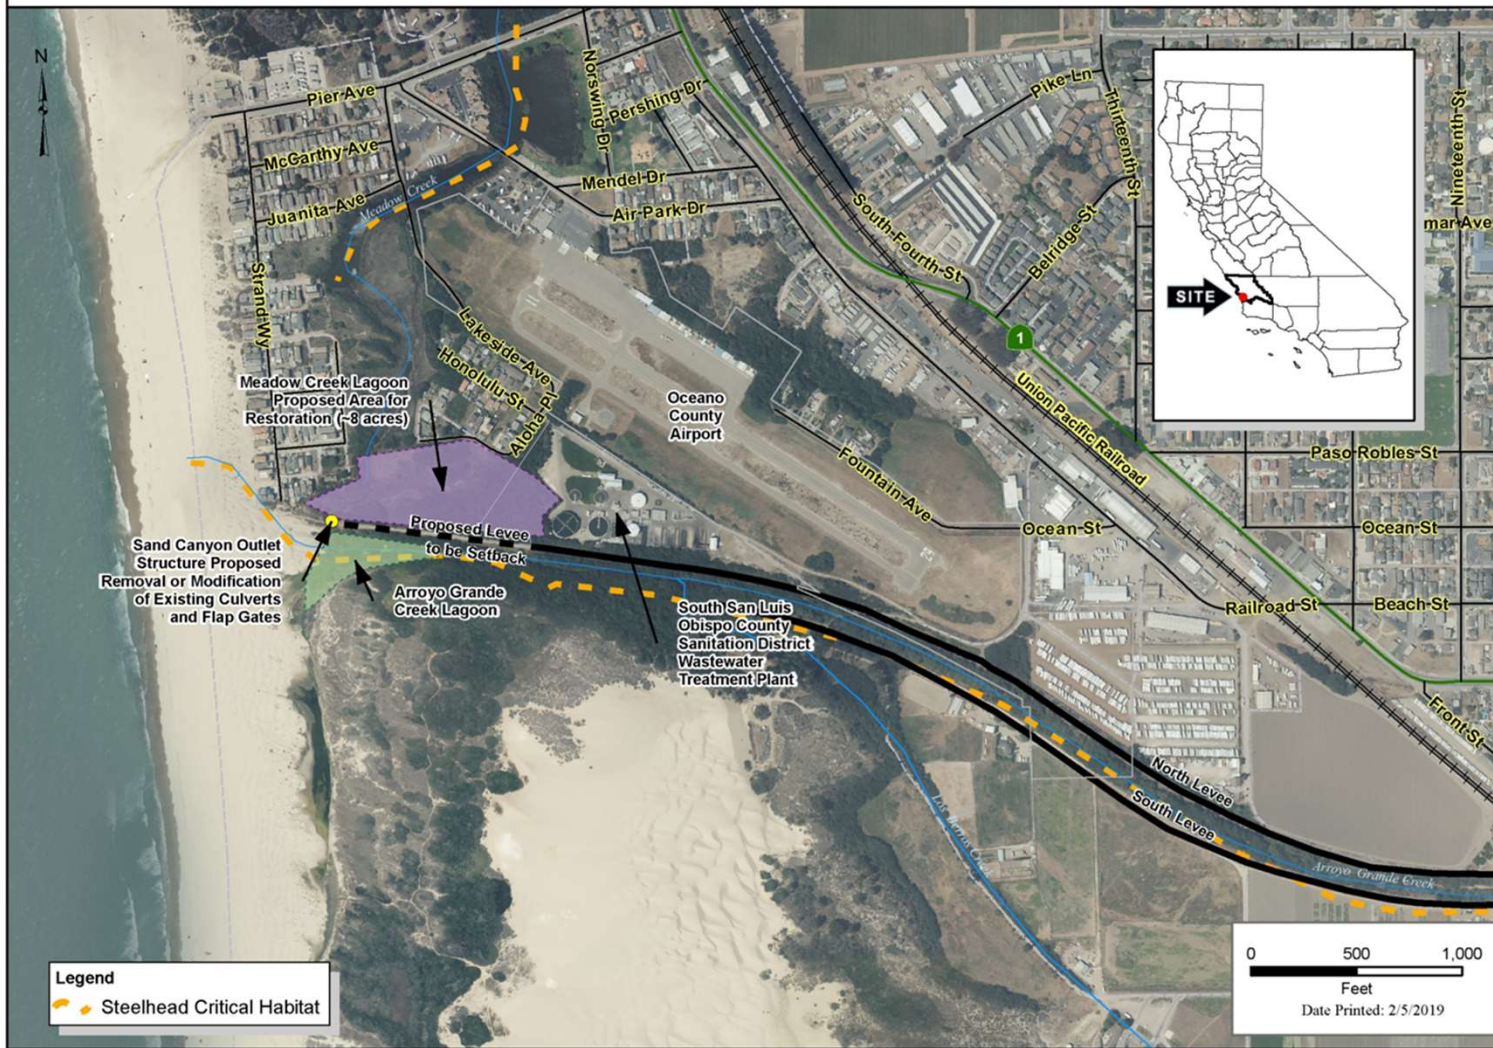 N
Pier Ave
McCarthy Ave
Juanita Ave
Strand Wy
Meadow Creek
Norswing Dr
Pershing Dr
Mendel Dr
Air Park Dr
Pike Ln
Thirteenth St
Nineteenth St
mar Ave
South Fourth St
Belridge St
1
Union Pacific Railroad
SITE
Lakeside Ave
Honolulu St
Aloha Pl
Oceano
County
Airport
Fountain Ave
Paso Robles St
Ocean St
Ocean St
Railroad St
Beach St
Front St
Meadow Creek Lagoon
Proposed Area for
Restoration (~8 acres)
Proposed Levee
to be Setback
Sand Canyon Outlet
Structure Proposed
Removal or Modification
of Existing Culverts
and Flap Gates
Arroyo Grande
Creek Lagoon
South San Luis
Obispo County
Sanitation District
Wastewater
Treatment Plant
North Levee
South Levee
Arroyo Grande Creek
Legend
Steelhead Critical Habitat
0 500 1,000
Feet
Date Printed: 2/5/2019